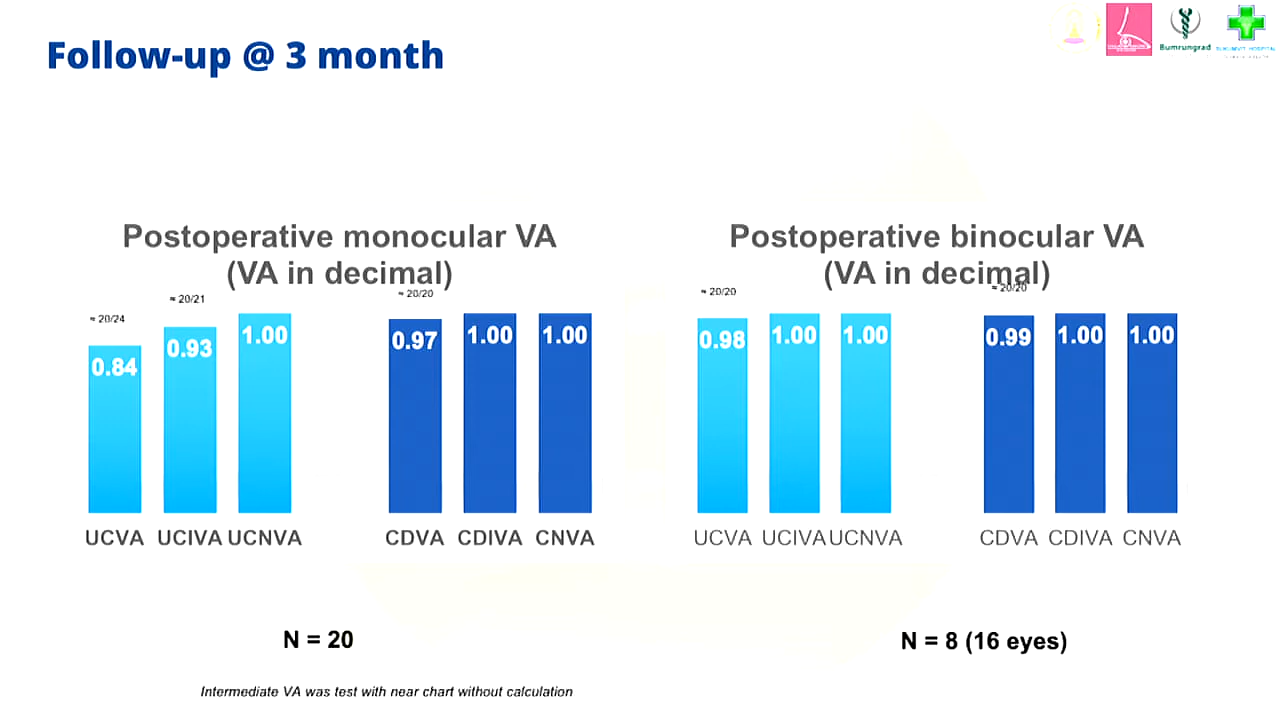 Follow-up @ 3 month
Bumrungrad
Postoperative monocular VA
(VA in decimal)
≈ 20/24
≈ 20/21
≈ 20/20
0.84
0.93
1.00
0.97
1.00
1.00
UCVA UCIVA UCNVA
CDVA CDIVA CNVA
N = 20
Intermediate VA was test with near chart without calculation
Postoperative binocular VA
(VA in decimal)
≈ 20/20
≈ 20/20
0.98
1.00
1.00
0.99
1.00
1.00
UCVA UCIVA UCNVA
CDVA CDIVA CNVA
N = 8 (16 eyes)